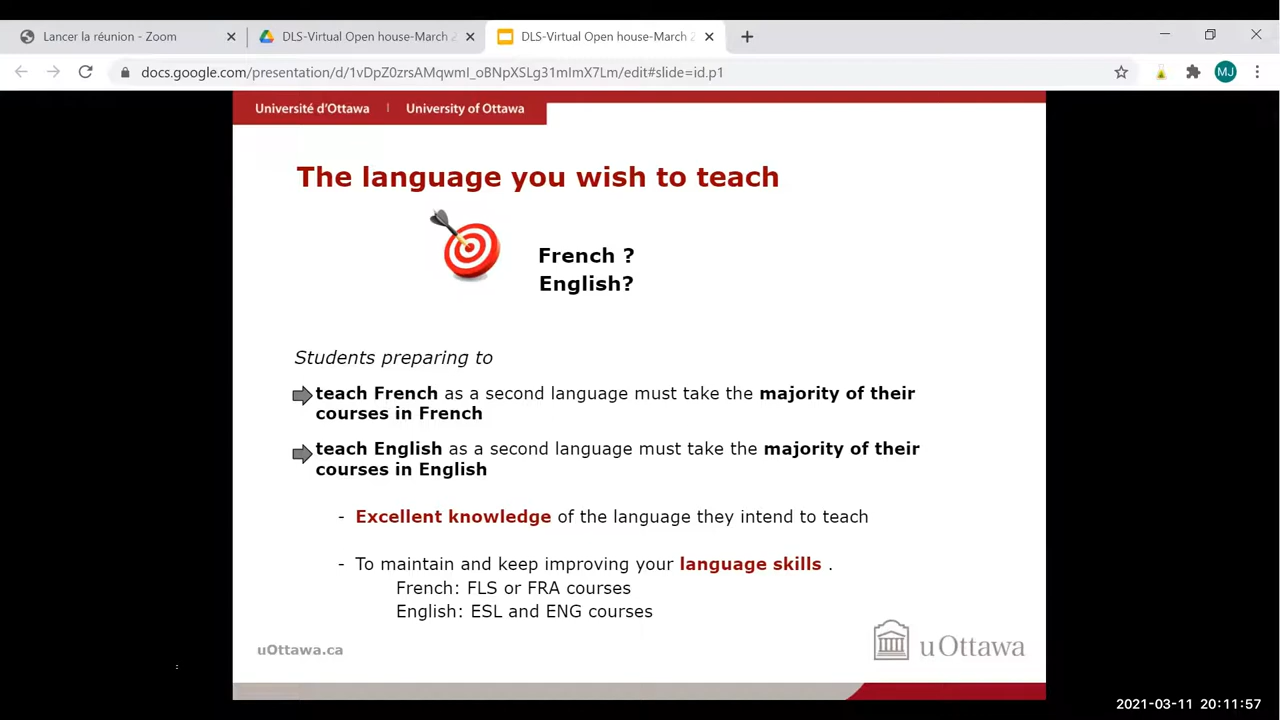 Lancer la réunion - Zoom
DLS-Virtual Open house-March 2
DLS-Virtual Open house-March 2
docs.google.com/presentation/d/1vDpZ0zrsAMqwmI_oBNpXSLg31mImX7Lm/edit#slide=id.p1
MJ
Université d'Ottawa | University of Ottawa
The language you wish to teach
French ?
English?
Students preparing to
teach French as a second language must take the majority of their
courses in French
teach English as a second language must take the majority of their
courses in English
- Excellent knowledge of the language they intend to teach
- To maintain and keep improving your language skills .
French: FLS or FRA courses
English: ESL and ENG courses
uOttawa.ca
uOttawa
2021-03-11 20:11:57